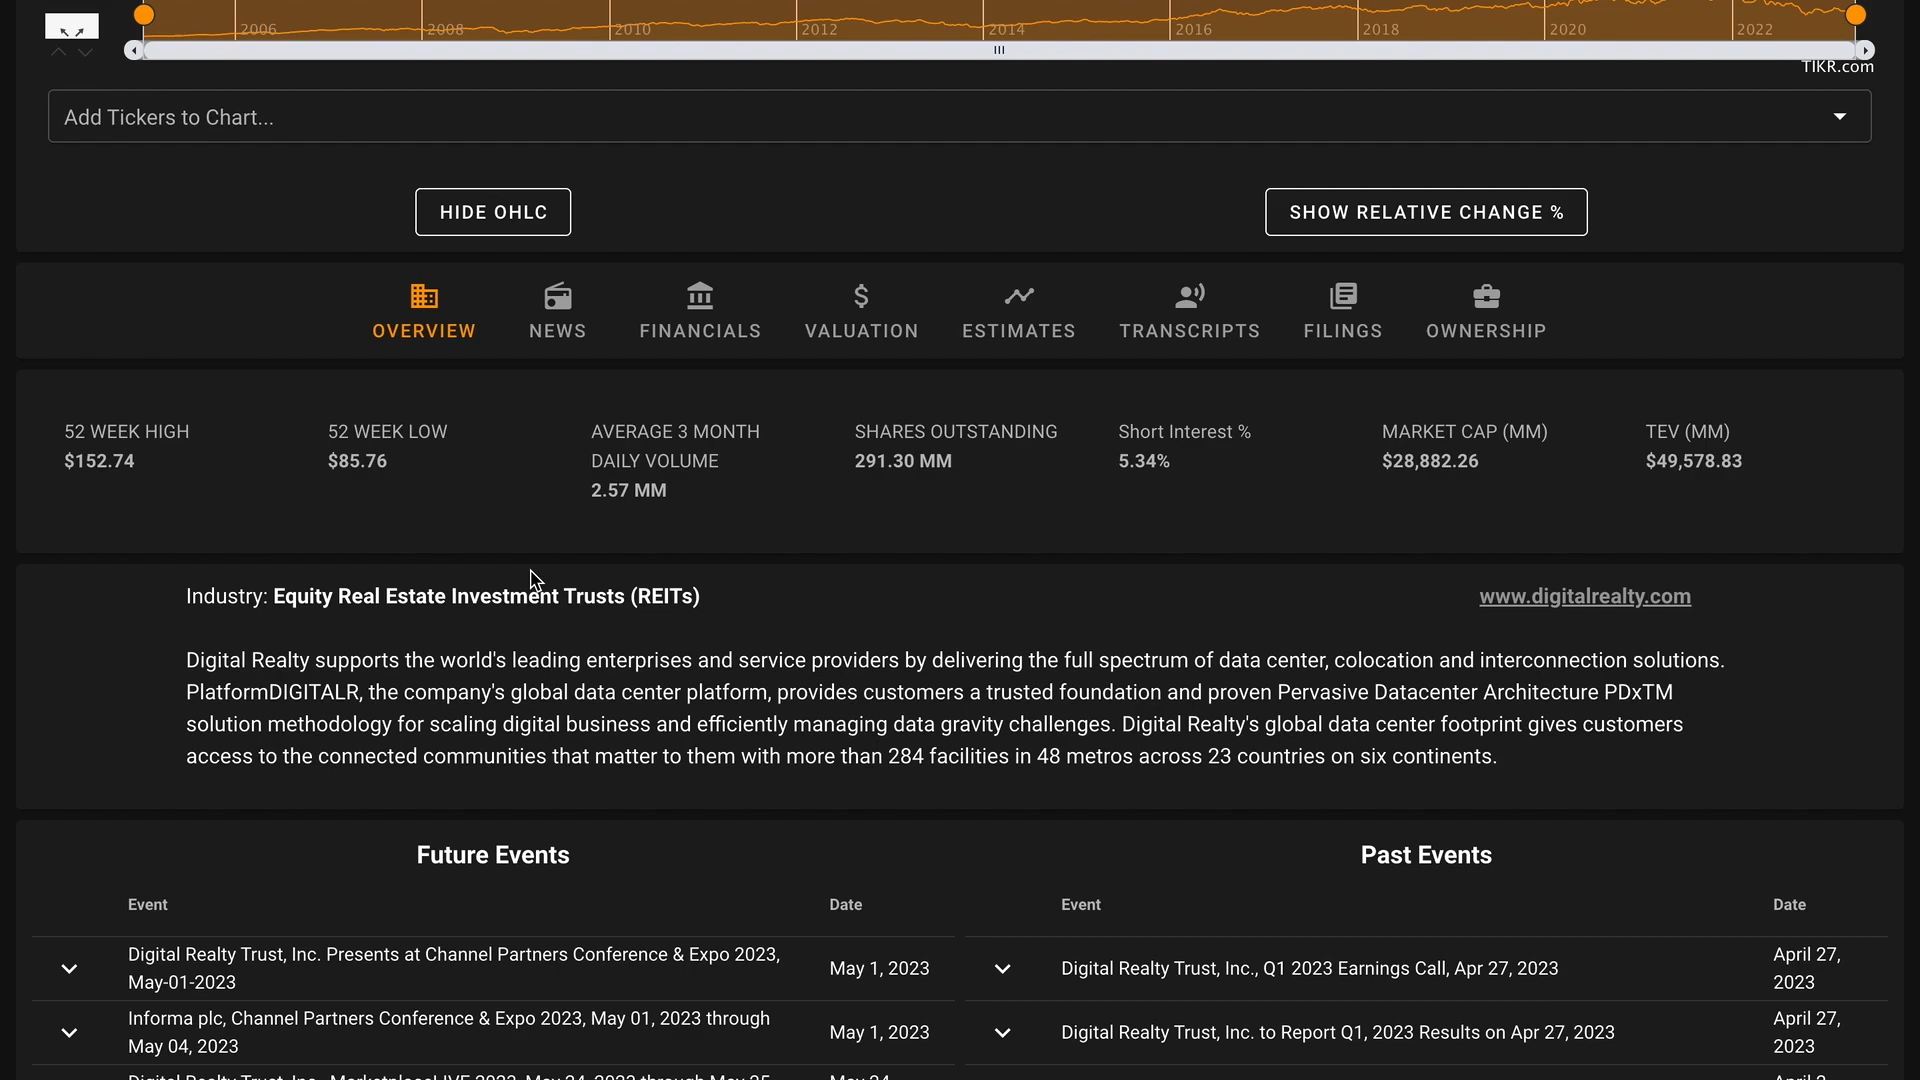 2006 2008 2010 2012 2014 2016 2018 2020 2022
TIKR.com
Add Tickers to Chart...
HIDE OHLC
SHOW RELATIVE CHANGE %
OVERVIEW NEWS FINANCIALS VALUATION ESTIMATES TRANSCRIPTS FILINGS OWNERSHIP
52 WEEK HIGH
$152.74
52 WEEK LOW
$85.76
AVERAGE 3 MONTH
DAILY VOLUME
2.57 MM
SHARES OUTSTANDING
291.30 MM
Short Interest %
5.34%
MARKET CAP (MM)
$28,882.26
TEV (MM)
$49,578.83
Industry: Equity Real Estate Investment Trusts (REITs)
www.digitalrealty.com
Digital Realty supports the world's leading enterprises and service providers by delivering the full spectrum of data center, colocation and interconnection solutions.
PlatformDIGITALR, the company's global data center platform, provides customers a trusted foundation and proven Pervasive Datacenter Architecture PDxTM
solution methodology for scaling digital business and efficiently managing data gravity challenges. Digital Realty's global data center footprint gives customers
access to the connected communities that matter to them with more than 284 facilities in 48 metros across 23 countries on six continents.
Future Events
Event Date
Digital Realty Trust, Inc. Presents at Channel Partners Conference & Expo 2023,
May-01-2023
May 1, 2023
Informa plc, Channel Partners Conference & Expo 2023, May 01, 2023 through
May 04, 2023
May 1, 2023
Past Events
Event Date
Digital Realty Trust, Inc., Q1 2023 Earnings Call, Apr 27, 2023
April 27,
2023
Digital Realty Trust, Inc. to Report Q1, 2023 Results on Apr 27, 2023
April 27,
2023